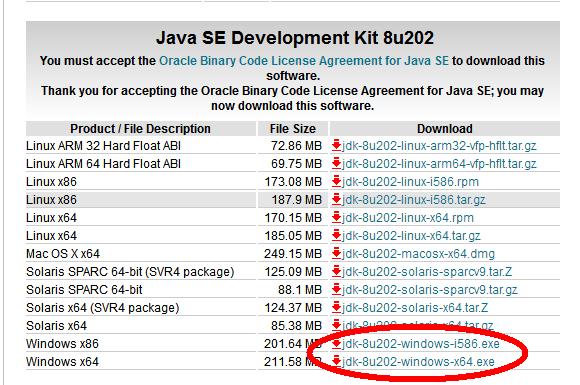 Java SE Development Kit 8u202
You must accept the Oracle Binary Code License Agreement for Java SE to download this
software.
Thank you for accepting the Oracle Binary Code License Agreement for Java SE; you may
now download this software.
Product / File Description File Size Download
Linux ARM 32 Hard Float ABI 72.86 MB jdk-8u202-linux-arm32-vfp-hflt.tar.gz
Linux ARM 64 Hard Float ABI 69.75 MB jdk-8u202-linux-arm64-vfp-hflt.tar.gz
Linux x86 173.08 MB jdk-8u202-linux-i586.rpm
Linux x86 187.9 MB jdk-8u202-linux-i586.tar.gz
Linux x64 170.15 MB jdk-8u202-linux-x64.rpm
Linux x64 185.05 MB jdk-8u202-linux-x64.tar.gz
Mac OS X x64 249.15 MB jdk-8u202-macosx-x64.dmg
Solaris SPARC 64-bit (SVR4 package) 125.09 MB jdk-8u202-solaris-sparcv9.tar.Z
Solaris SPARC 64-bit 88.1 MB jdk-8u202-solaris-sparcv9.tar.gz
Solaris x64 (SVR4 package) 124.37 MB jdk-8u202-solaris-x64.tar.Z
Solaris x64 85.38 MB jdk-8u202-solaris-x64.tar.gz
Windows x86 201.64 MB jdk-8u202-windows-i586.exe
Windows x64 211.58 MB jdk-8u202-windows-x64.exe